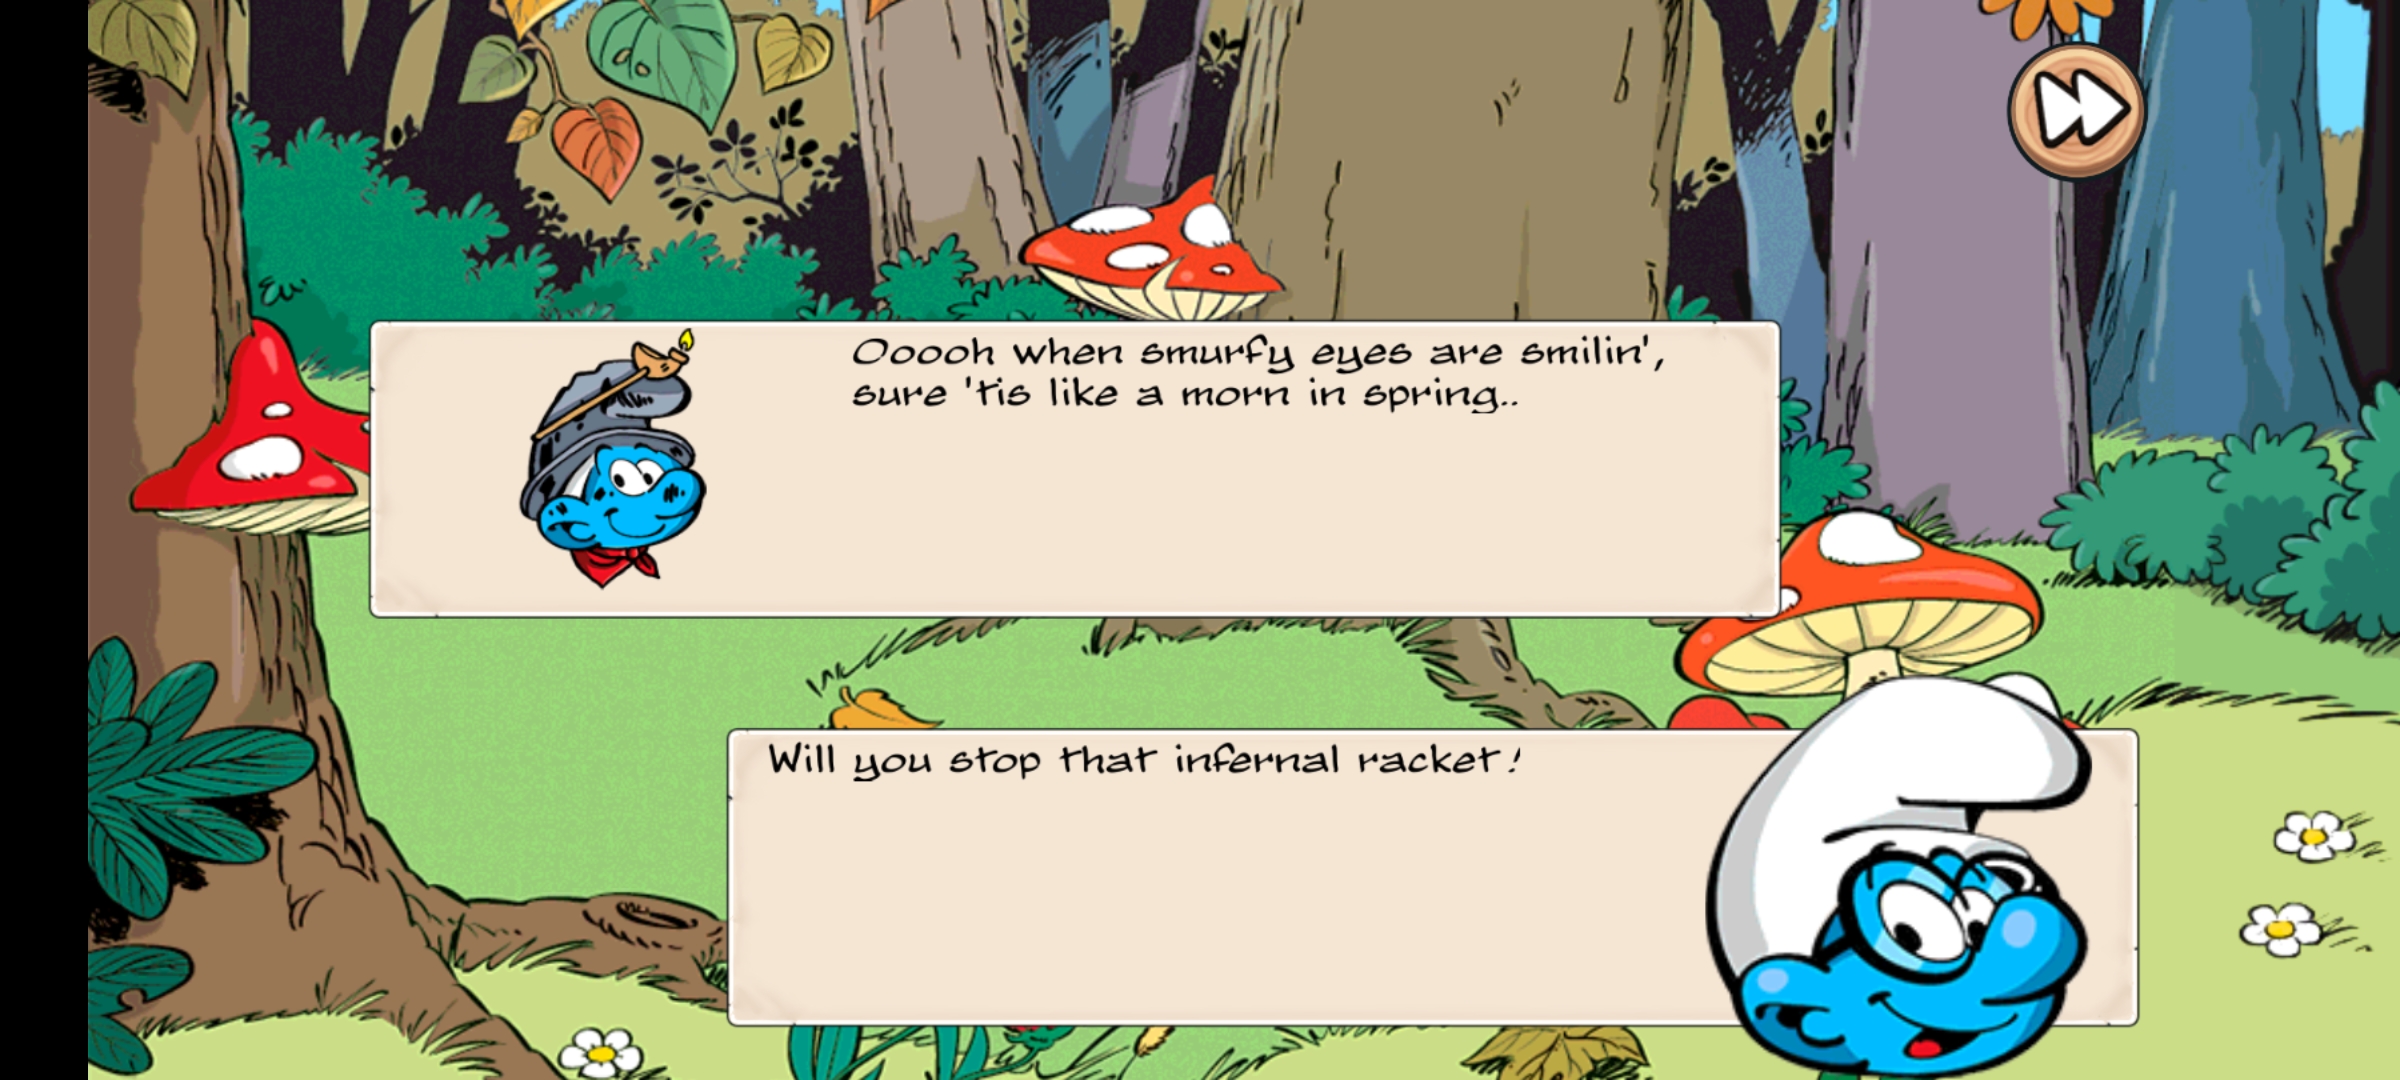 Ooooh when smurfy eyes are smilin',
sure 'tis like a morn in spring..
Will you stop that infernal racket!